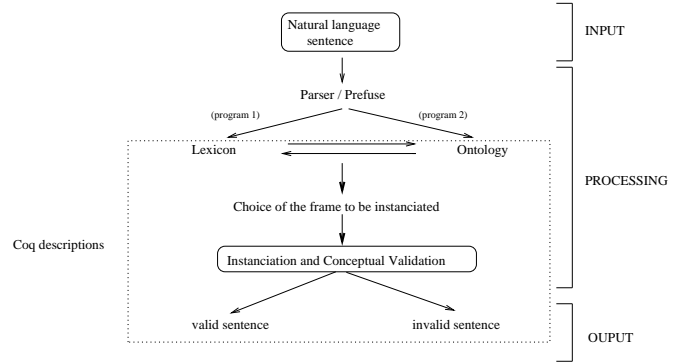 Natural language
sentence
INPUT
Parser / Prefuse
(program 1)
(program 2)
Lexicon
Ontology
PROCESSING
Choice of the frame to be instanciated
Coq descriptions
Instanciation and Conceptual Validation
valid sentence
invalid sentence
OUPUT